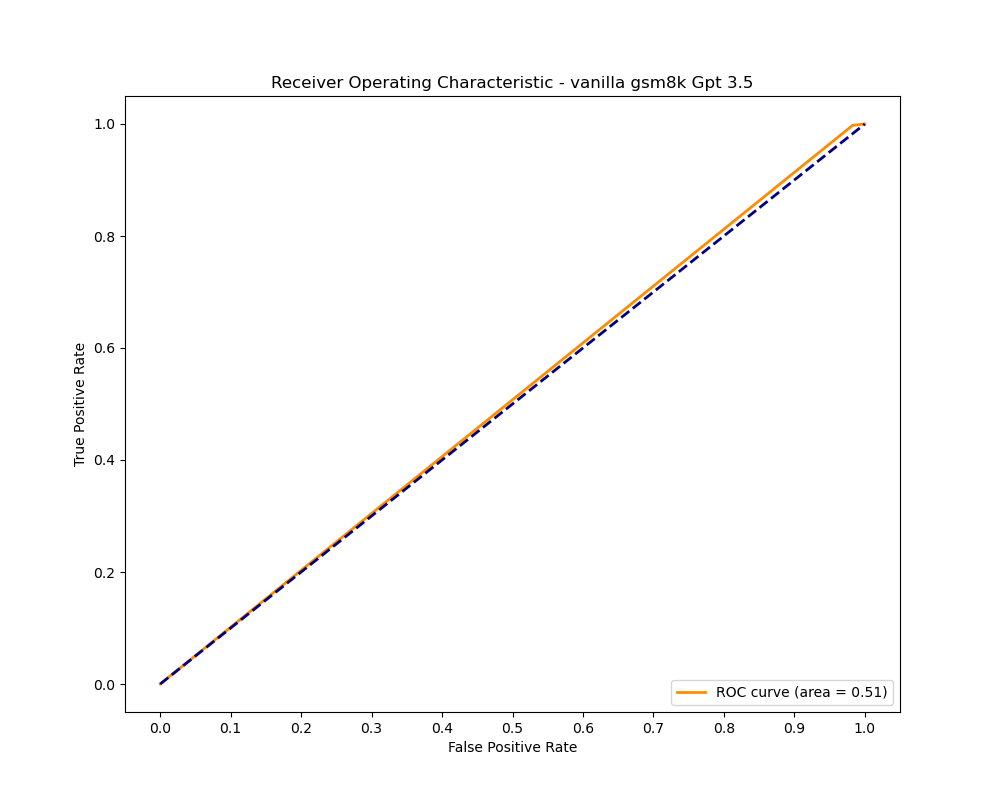 Receiver Operating Characteristic - vanilla gsm8k Gpt 3.5
1.0
0.8
0.6
0.4
0.2
0.0
True Positive Rate
ROC curve (area = 0.51)
0.0 0.1 0.2 0.3 0.4 0.5 0.6 0.7 0.8 0.9 1.0
False Positive Rate